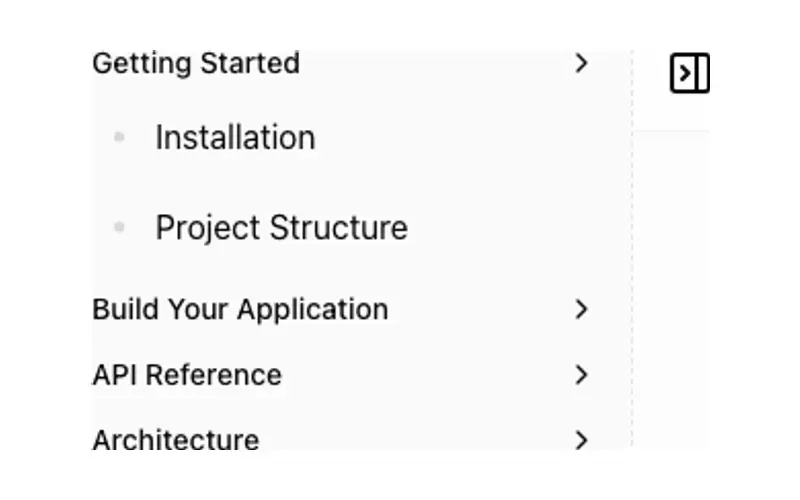 Getting Started
Installation
Project Structure
Build Your Application
API Reference
Architecture